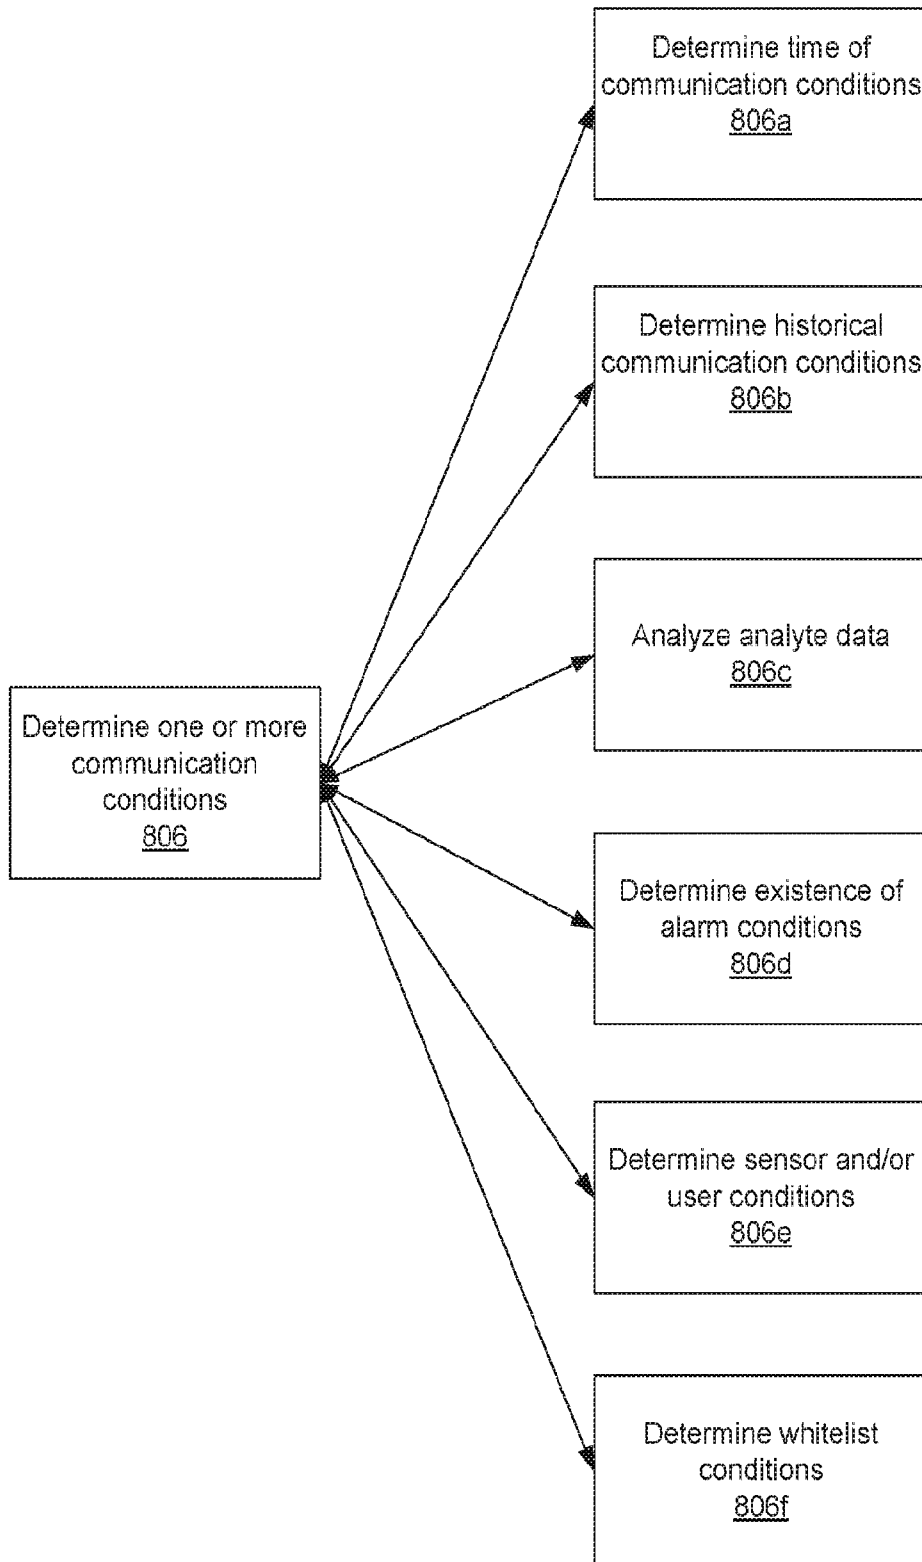 Determine time of
communication conditions
806a
Determine historical
communication conditions
806b
Analyze analyte data
806c
Determine one or more
communication
conditions
806
Determine existence of
alarm conditions
806d
Determine sensor and/or
user conditions
806e
Determine whitelist
conditions
806f